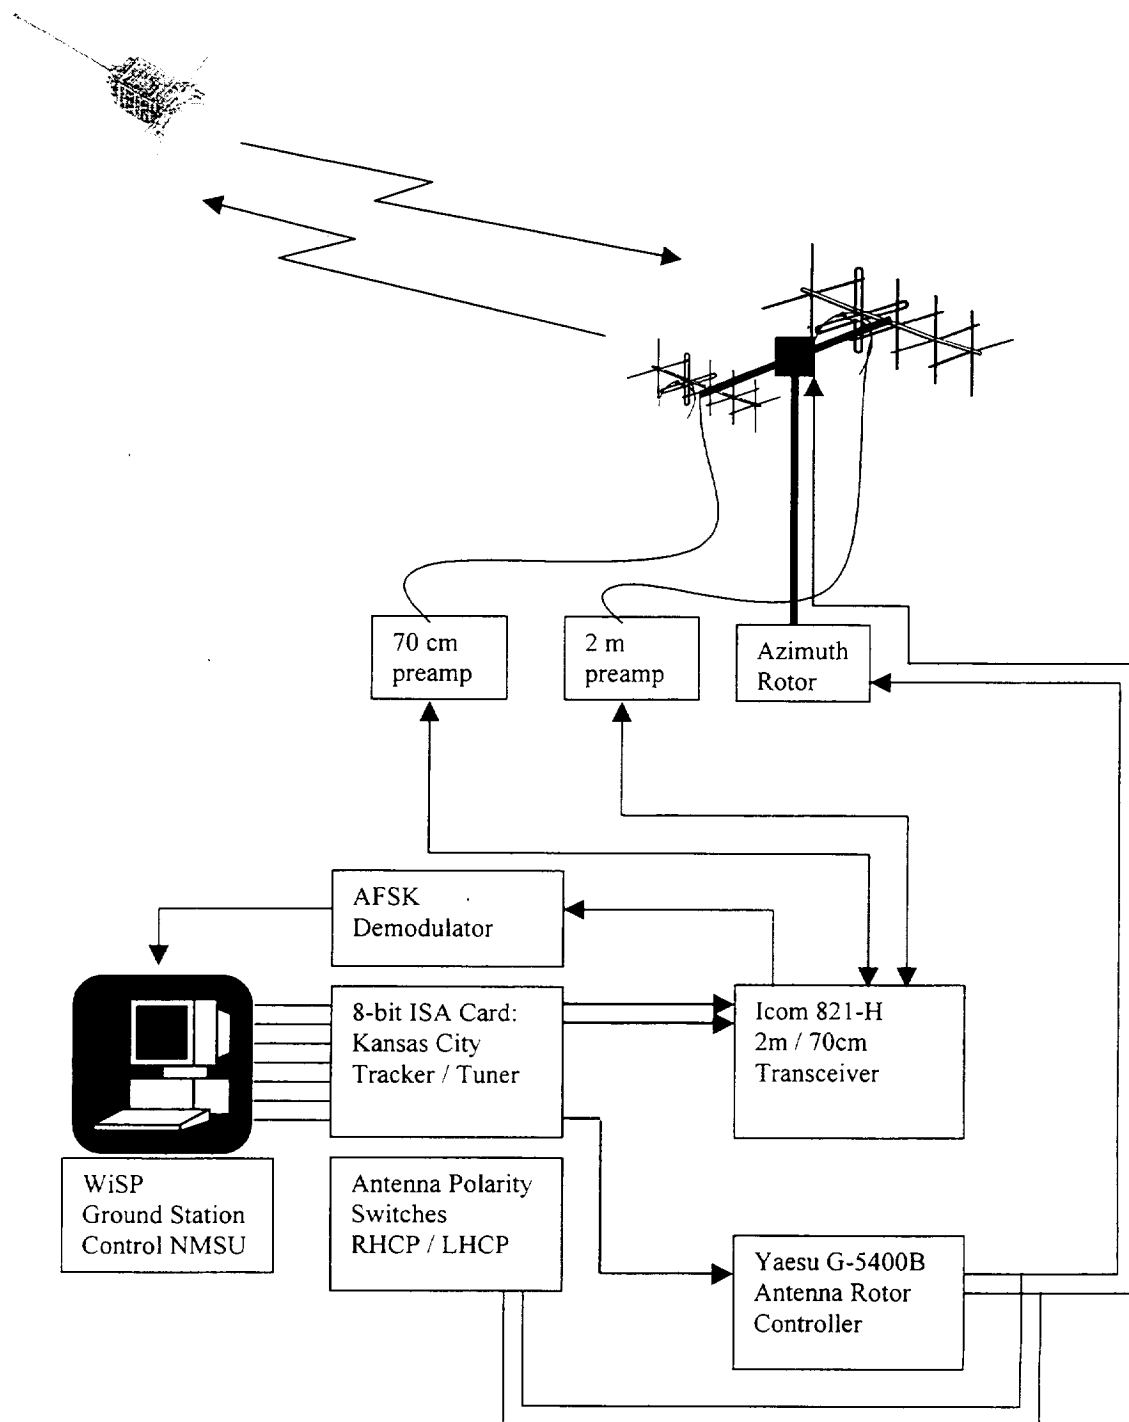 70 cm
preamp
2 m
preamp
Azimuth
Rotor
AFSK
Demodulator
8-bit ISA Card:
Kansas City
Tracker / Tuner
Icom 821-H
2m / 70cm
Transceiver
WiSP
Ground Station
Control NMSU
Antenna Polarity
Switches
RHCP / LHCP
Yaesu G-5400B
Antenna Rotor
Controller